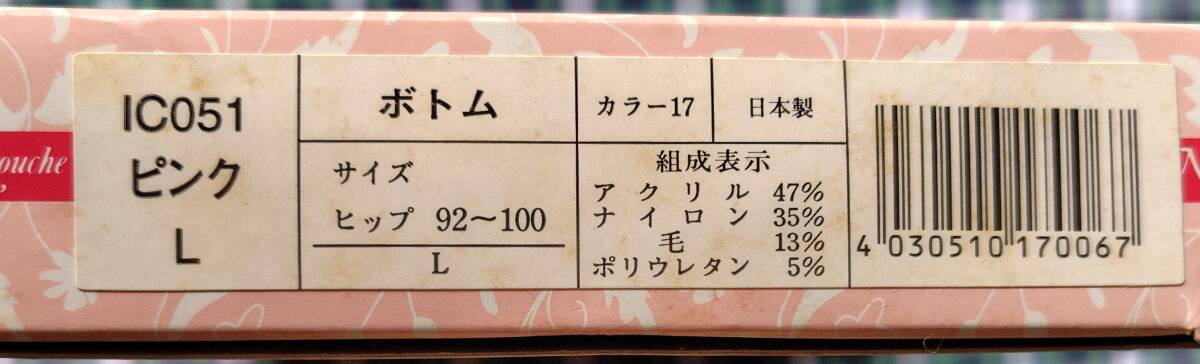 ouche
IC051
ピンク
L
ボトム
サイズ
ヒップ 92～100
L
カラー17
日本製
組成表示
アクリル 47%
ナイロン 35%
毛 13%
ポリウレタン 5%
4 030510 170067